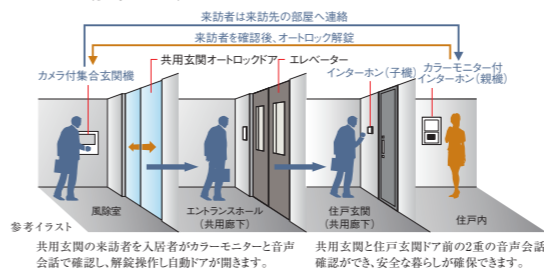 来訪者は来訪先の部屋へ連絡
来訪者を確認後、オートロック解錠
カメラ付集合玄関機
共用玄関オートロックドア
エレベーター
インターホン(子機)
カラーモニター付
インターホン(親機)
風除室
エントランスホール
(共用廊下)
住戸玄関
(共用廊下)
住戸内
参考イラスト
共用玄関の来訪者を入居者がカラーモニターと音声
会話で確認し、解錠操作し自動ドアが開きます。
共用玄関と住戸玄関ドア前の2重の音声会話
確認ができ、安全な暮らしが確保できます。